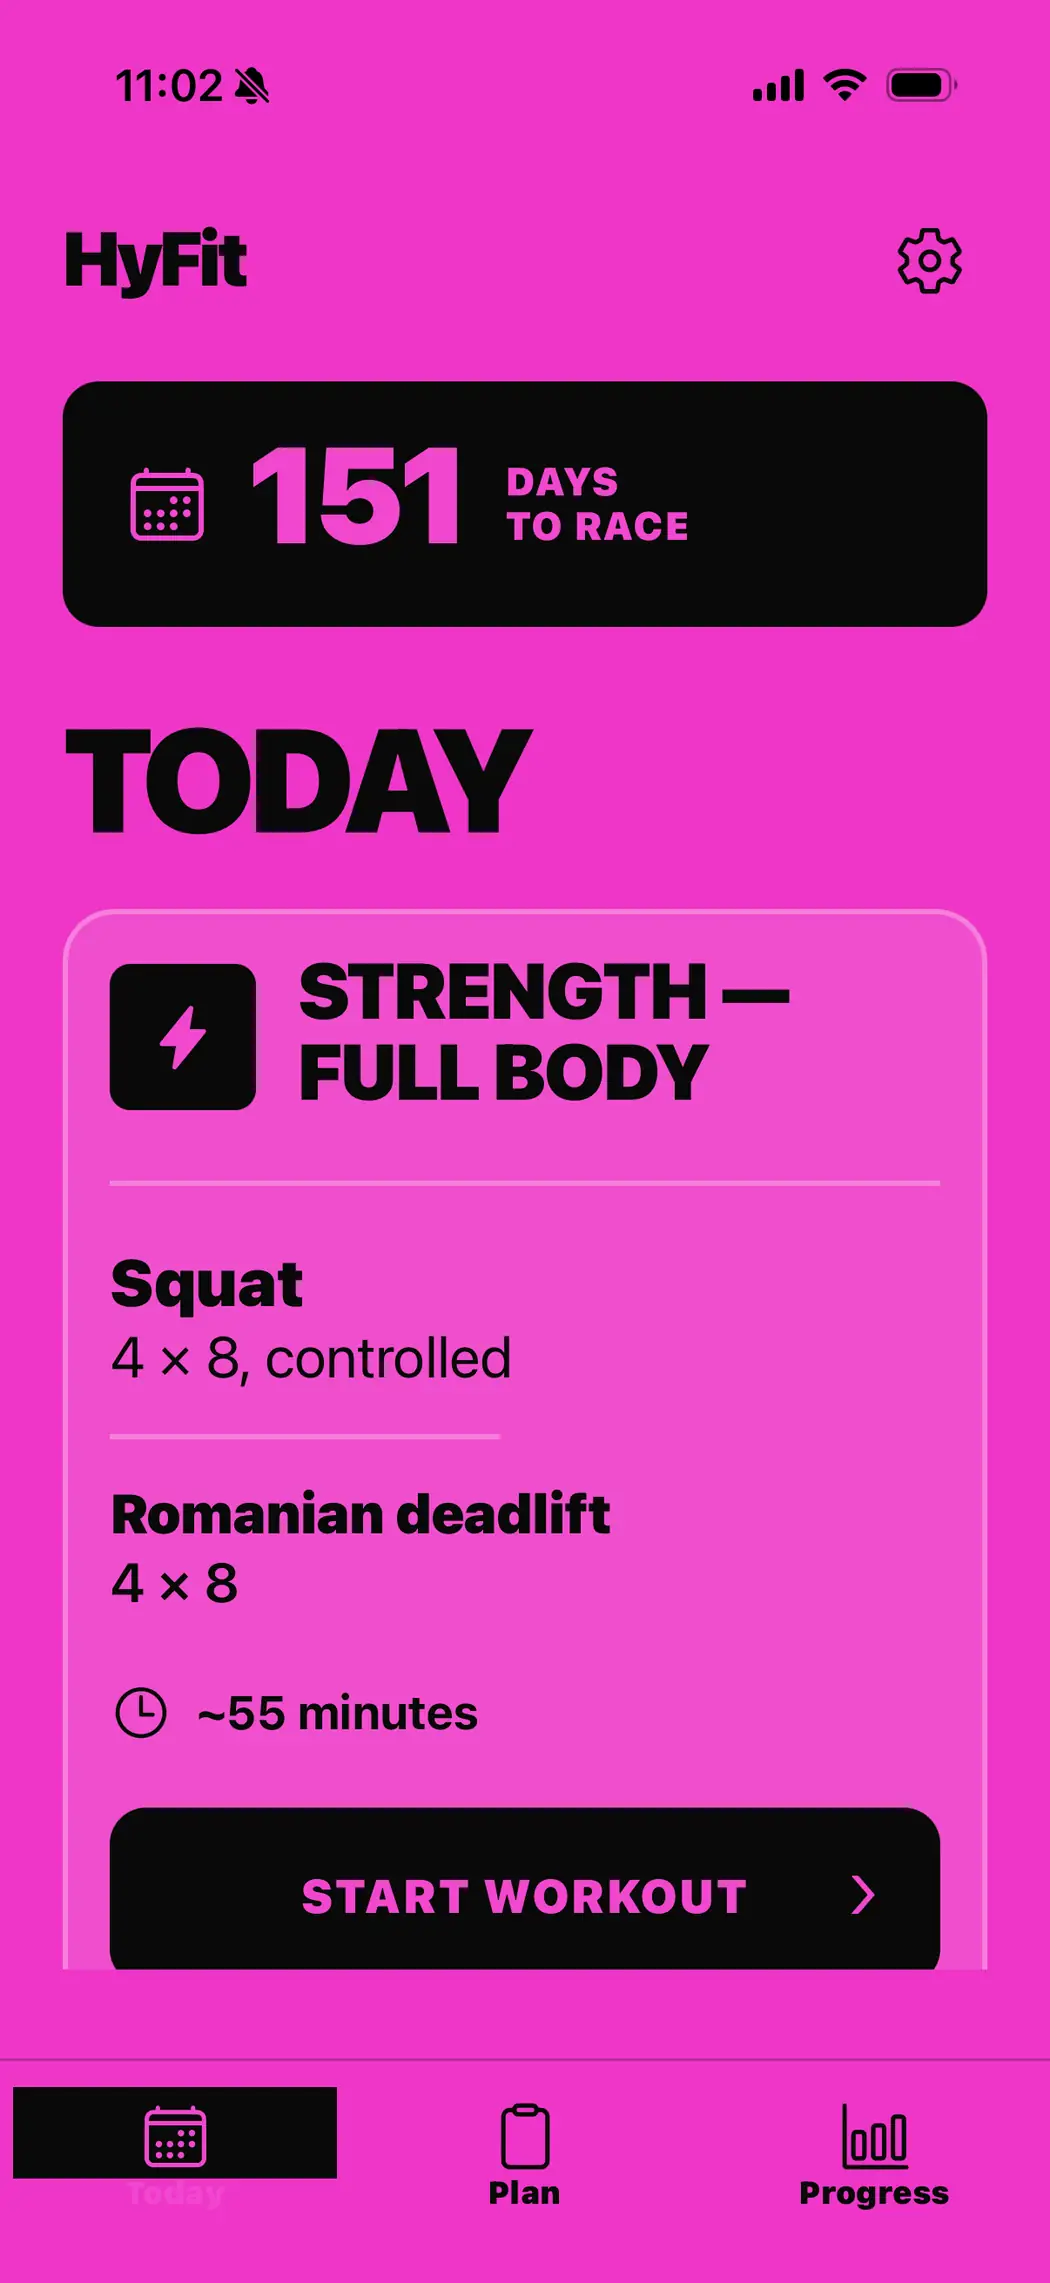 11:02
HyFit
151
DAYS
TO RACE
TODAY
STRENGTH —
FULL BODY
Squat
4 × 8, controlled
Romanian deadlift
4 × 8
~55 minutes
START WORKOUT
Today
Plan
Progress